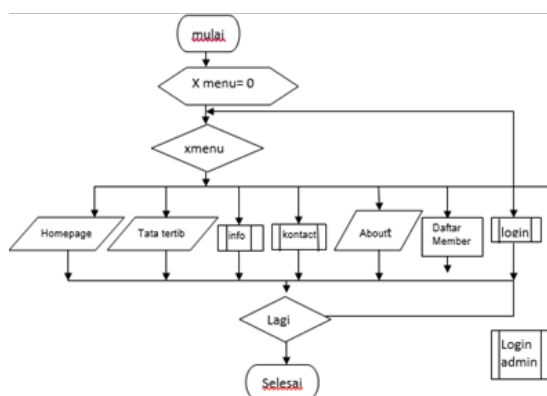 mulai
X menu= 0
xmenu
Homepage
Tata tertib
info
kontact
Aboutt
Daftar
Member
login
Lagi
Login
admin
Selesai